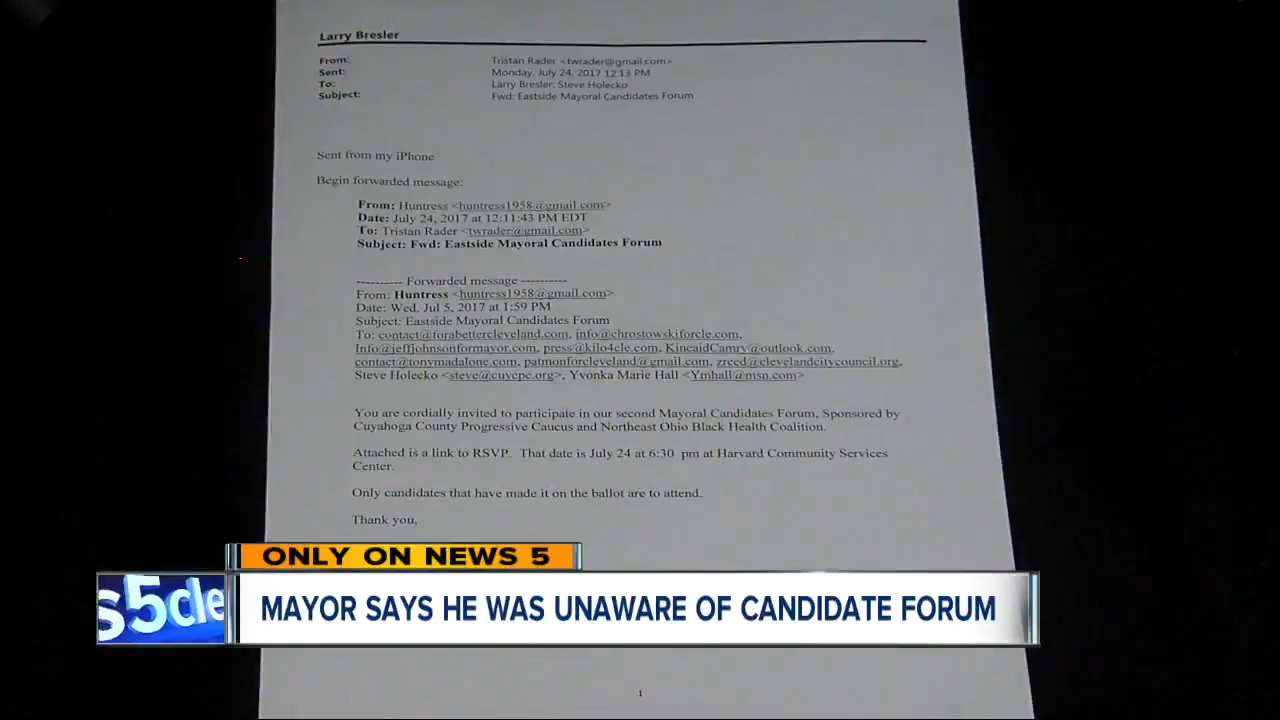 Larry Bresler
From: Tristan Rader <twrader@gmail.com>
Sent: Monday, July 24, 2017 12:13 PM
To: Larry Bresler; Steve Holecko
Subject: Fwd: Eastside Mayoral Candidates Forum
Sent from my iPhone
Begin forwarded message:
From: Huntress <huntress1958@gmail.com>
Date: July 24, 2017 at 12:11:43 PM EDT
To: Tristan Rader <twrader@gmail.com>
Subject: Fwd: Eastside Mayoral Candidates Forum
---------- Forwarded message ----------
From: Huntress <huntress1958@gmail.com>
Date: Wed, Jul 5, 2017 at 1:59 PM
Subject: Eastside Mayoral Candidates Forum
To: contact@forabettercleveland.com, info@chrostowskiforcle.com,
Info@jeffjohnsonformayor.com, press@kilo4cle.com, KincaidCamry@outlook.com,
contact@tonymadalone.com, patmonforcleveland@gmail.com, zreed@clevelandcitycouncil.org,
Steve Holecko <steve@cuycpc.org>, Yvonka Marie Hall <Ymhall@msn.com>
You are cordially invited to participate in our second Mayoral Candidates Forum, Sponsored by
Cuyahoga County Progressive Caucus and Northeast Ohio Black Health Coalition.
Attached is a link to RSVP. That date is July 24 at 6:30 pm at Harvard Community Services
Center.
Only candidates that have made it on the ballot are to attend.
Thank you,
ONLY ON NEWS 5
s5cle
MAYOR SAYS HE WAS UNAWARE OF CANDIDATE FORUM
1